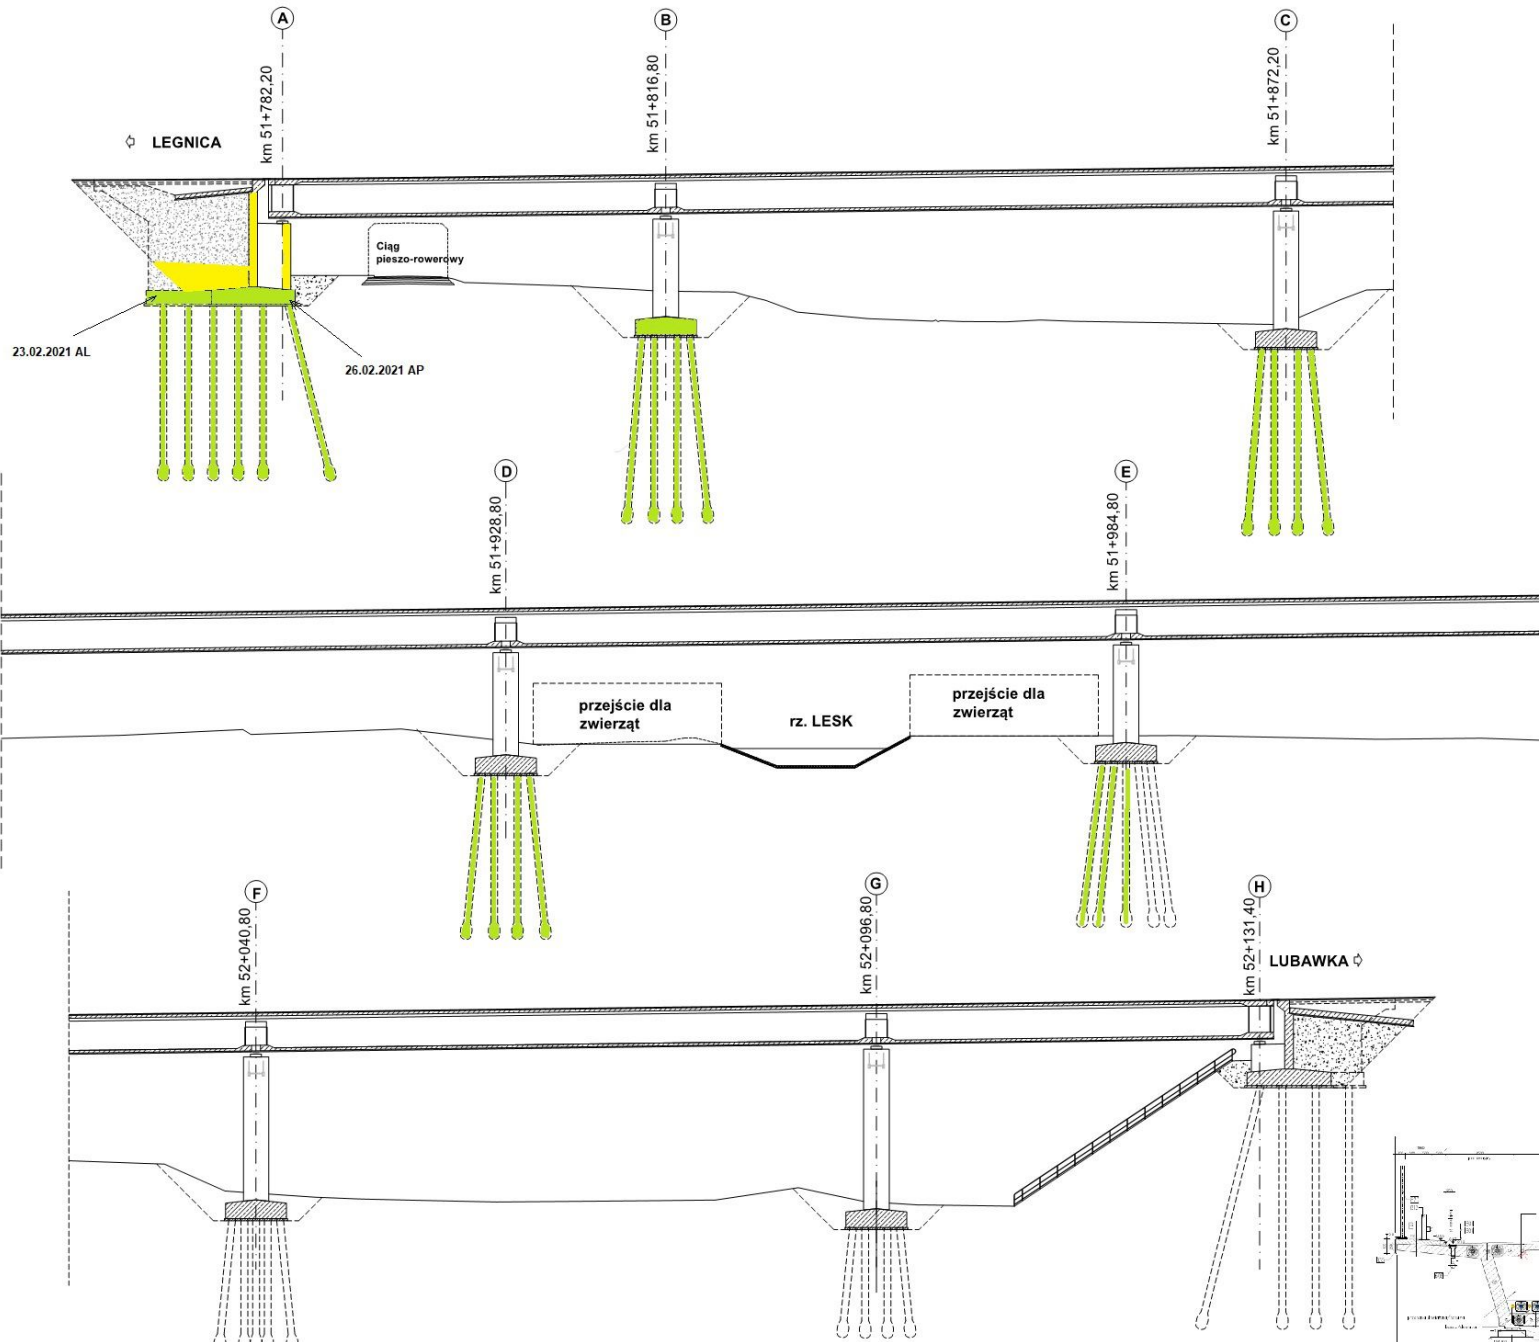 A
B
C
km 51+782,20
km 51+816,80
km 51+872,20
LEGNICA
Ciąg
pieszo-rowerowy
23.02.2021 AL
26.02.2021 AP
D
E
km 51+928,80
km 51+984,80
przejście dla
zwierząt
rz. LESK
przejście dla
zwierząt
F
G
H
km 52+040,80
km 52+096,80
km 52+131,40
LUBAWKA